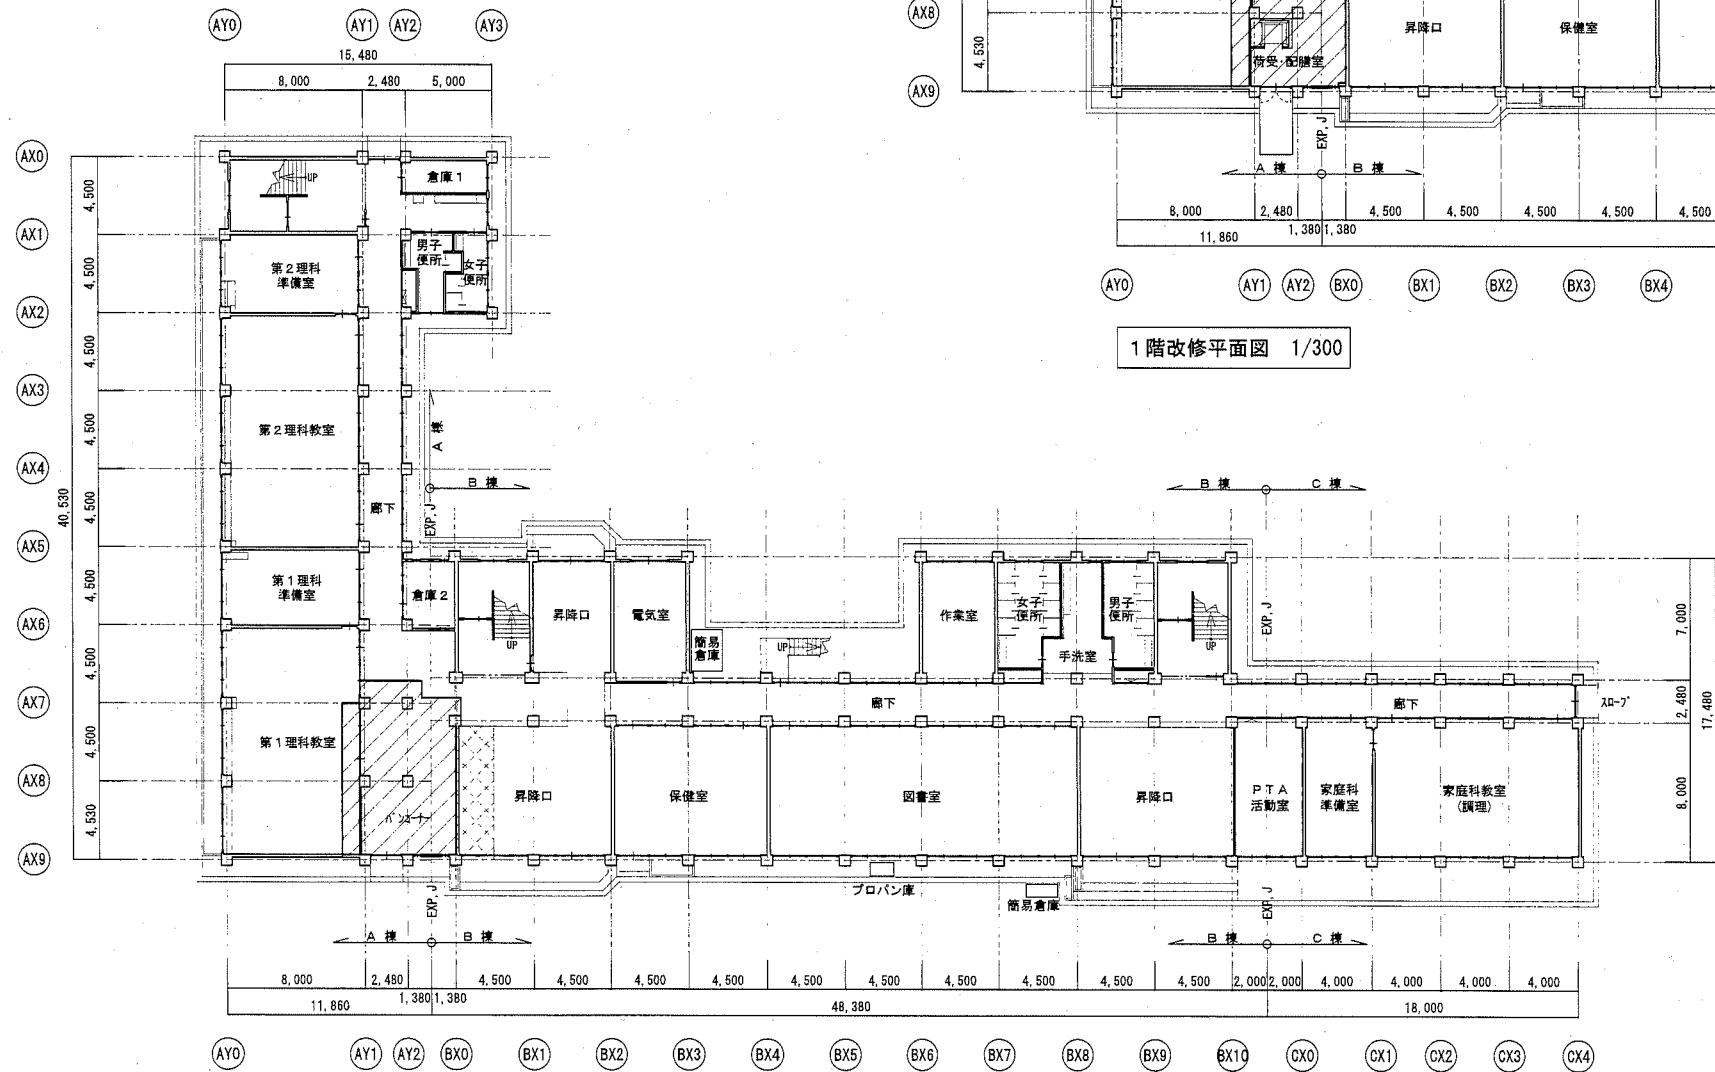 AY0 AY1 AY2 AY3
15,480
8,000 2,480 5,000
AX0
AX1
AX2
AX3
AX4
AX5
AX6
AX7
AX8
AX9
4,500
4,500
4,500
4,500
4,500
4,500
4,500
4,500
4,530
40,530
UP
倉庫1
男子
便所
女子
便所
第2理科
準備室
第2理科教室
廊下
A 棟
B 棟
EXP.J
第1理科
準備室
倉庫2
第1理科教室
パンコーナー
UP
昇降口
電気室
簡易
倉庫
UP
作業室
女子
便所
男子
便所
手洗室
UP
B 棟 C 棟
EXP.J
廊下
廊下
スロープ
昇降口
保健室
図書室
昇降口
PTA
活動室
家庭科
準備室
家庭科教室
(調理)
プロパン庫
簡易倉庫
7,000
2,480
8,000
17,480
EXP.J
A 棟 B 棟
EXP.J
B 棟 C 棟
8,000 2,480 1,380 1,380 4,500 4,500 4,500 4,500 4,500 4,500 4,500 4,500 4,500 4,500 2,000 2,000 4,000 4,000 4,000 4,000
11,860 48,380 18,000
AY0 AY1 AY2 BX0 BX1 BX2 BX3 BX4 BX5 BX6 BX7 BX8 BX9 BX10 CX0 CX1 CX2 CX3 CX4
AX8
AX9
4,530
荷受・配膳室
昇降口
保健室
EXP.J
A 棟 B 棟
8,000 2,480 4,500 4,500 4,500 4,500 4,500
1,380 1,380
11,860
AY0 AY1 AY2 BX0 BX1 BX2 BX3 BX4
1階改修平面図 1/300